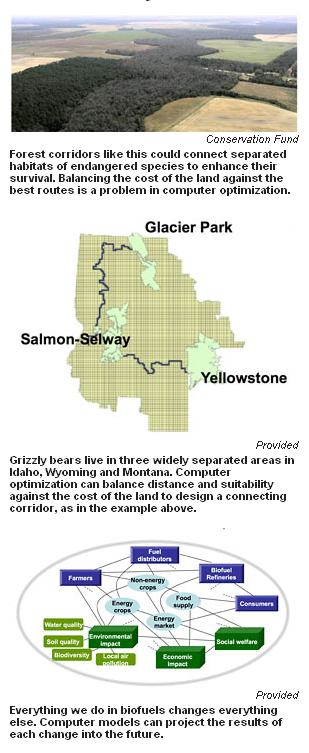 Conservation Fund
Forest corridors like this could connect separated
habitats of endangered species to enhance their
survival. Balancing the cost of the land against the
best routes is a problem in computer optimization.
Glacier Park
Salmon-Selway
Yellowstone
Provided
Grizzly bears live in three widely separated areas in
Idaho, Wyoming and Montana. Computer
optimization can balance distance and suitability
against the cost of the land to design a connecting
corridor, as in the example above.
Fuel
distributors
Farmers
Non-energy
crops
Biofuel
Refineries
Energy
crops
Food
supply
Consumers
Energy
market
Water quality
Soil quality
Biodiversity
Environmental
impact
Local air
pollution
Economic
impact
Social welfare
Provided
Everything we do in biofuels changes everything
else. Computer models can project the results of
each change into the future.